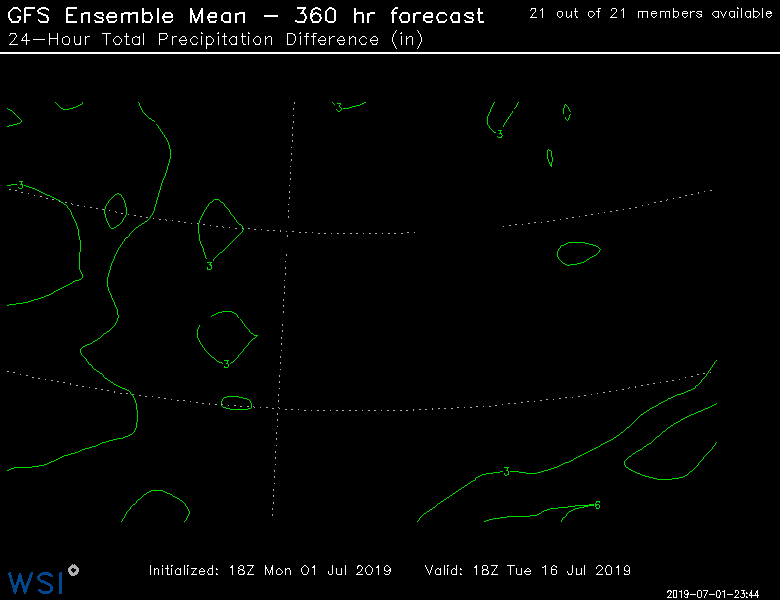 GFS Ensemble Mean - 360 hr forecast
21 out of 21 members available
24-Hour Total Precipitation Difference (in)
3
3
3
3
3
3
3
6
Initialized: 18Z Mon 01 Jul 2019
Valid: 18Z Tue 16 Jul 2019
WSI
2019-07-01-23:44